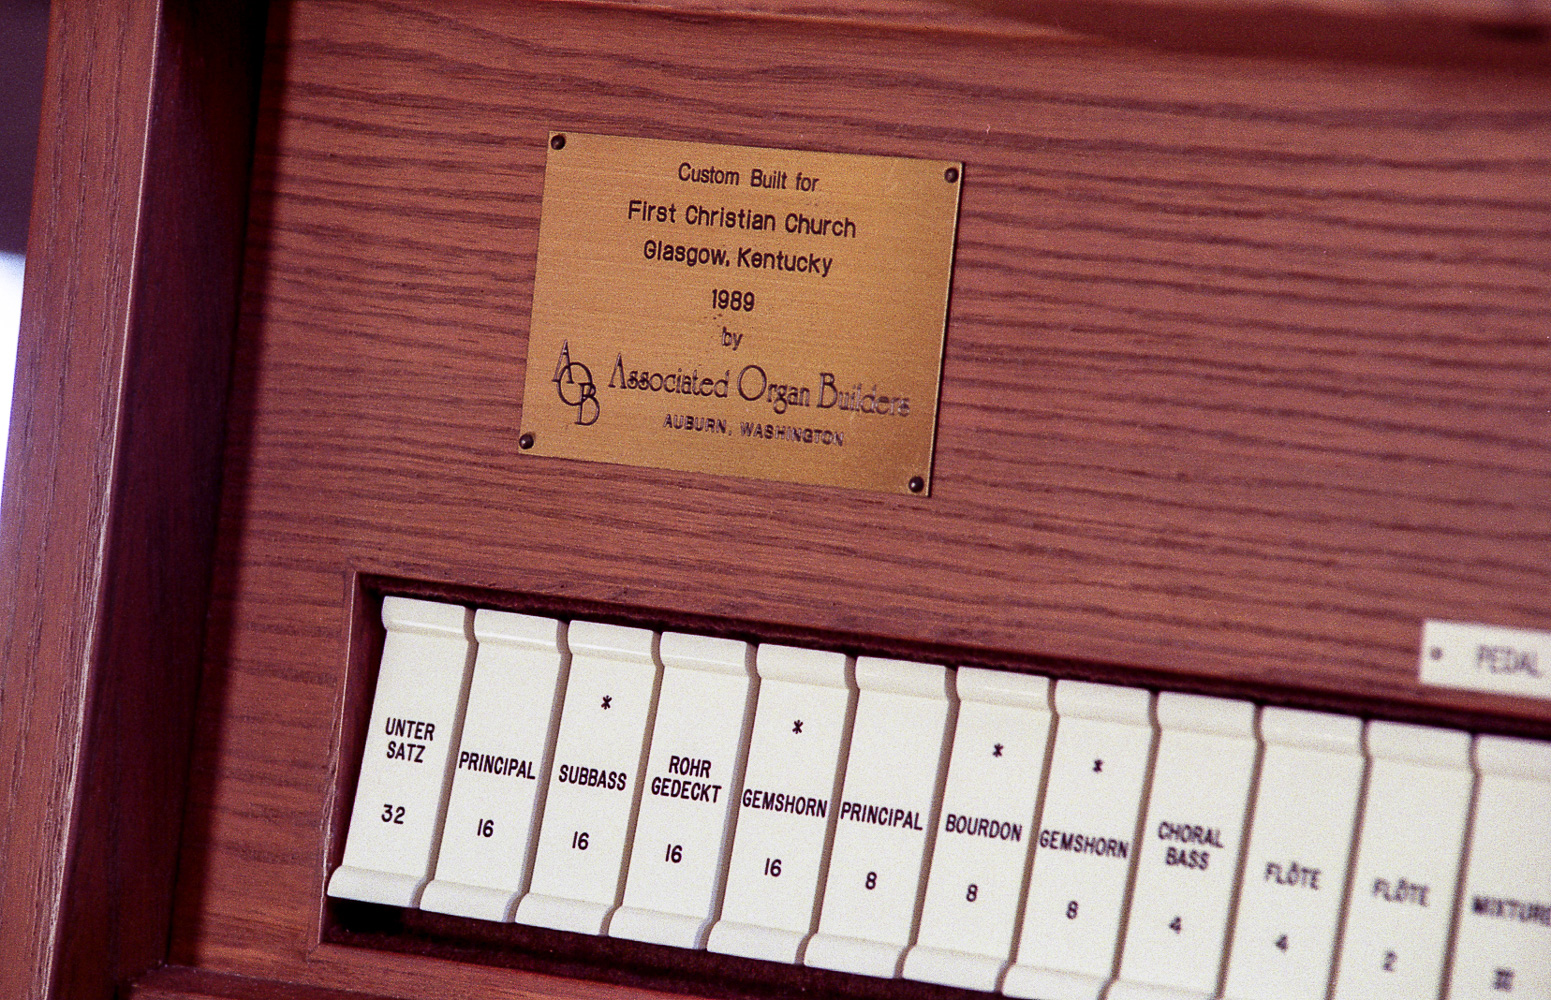 Custom Built for
First Christian Church
Glasgow, Kentucky
1989
by
AOB Associated Organ Builders
AUBURN, WASHINGTON
PEDAL
UNTER
SATZ
32
PRINCIPAL
16
*
SUBBASS
16
ROHR
GEDECKT
16
*
GEMSHORN
16
PRINCIPAL
8
*
BOURDON
8
*
GEMSHORN
8
CHORAL
BASS
4
FLÖTE
4
FLÖTE
2
MIXTURE